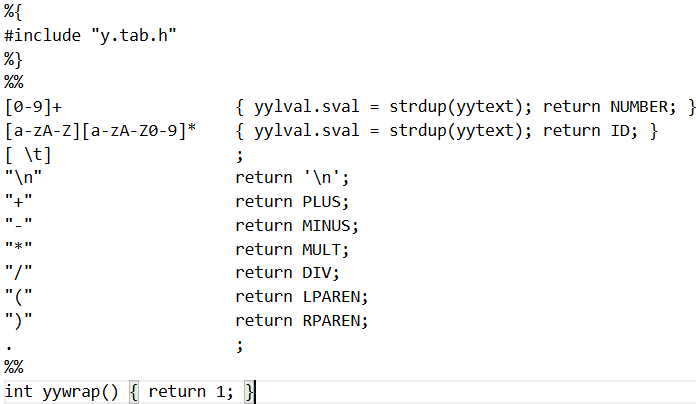 %{
#include "y.tab.h"
%}
%%
[0-9]+ { yylval.sval = strdup(yytext); return NUMBER; }
[a-zA-Z][a-zA-Z0-9]* { yylval.sval = strdup(yytext); return ID; }
[ \t] ;
"\n" return '\n';
"+" return PLUS;
"-" return MINUS;
"*" return MULT;
"/" return DIV;
"(" return LPAREN;
")" return RPAREN;
. ;
%%
int yywrap() { return 1; }